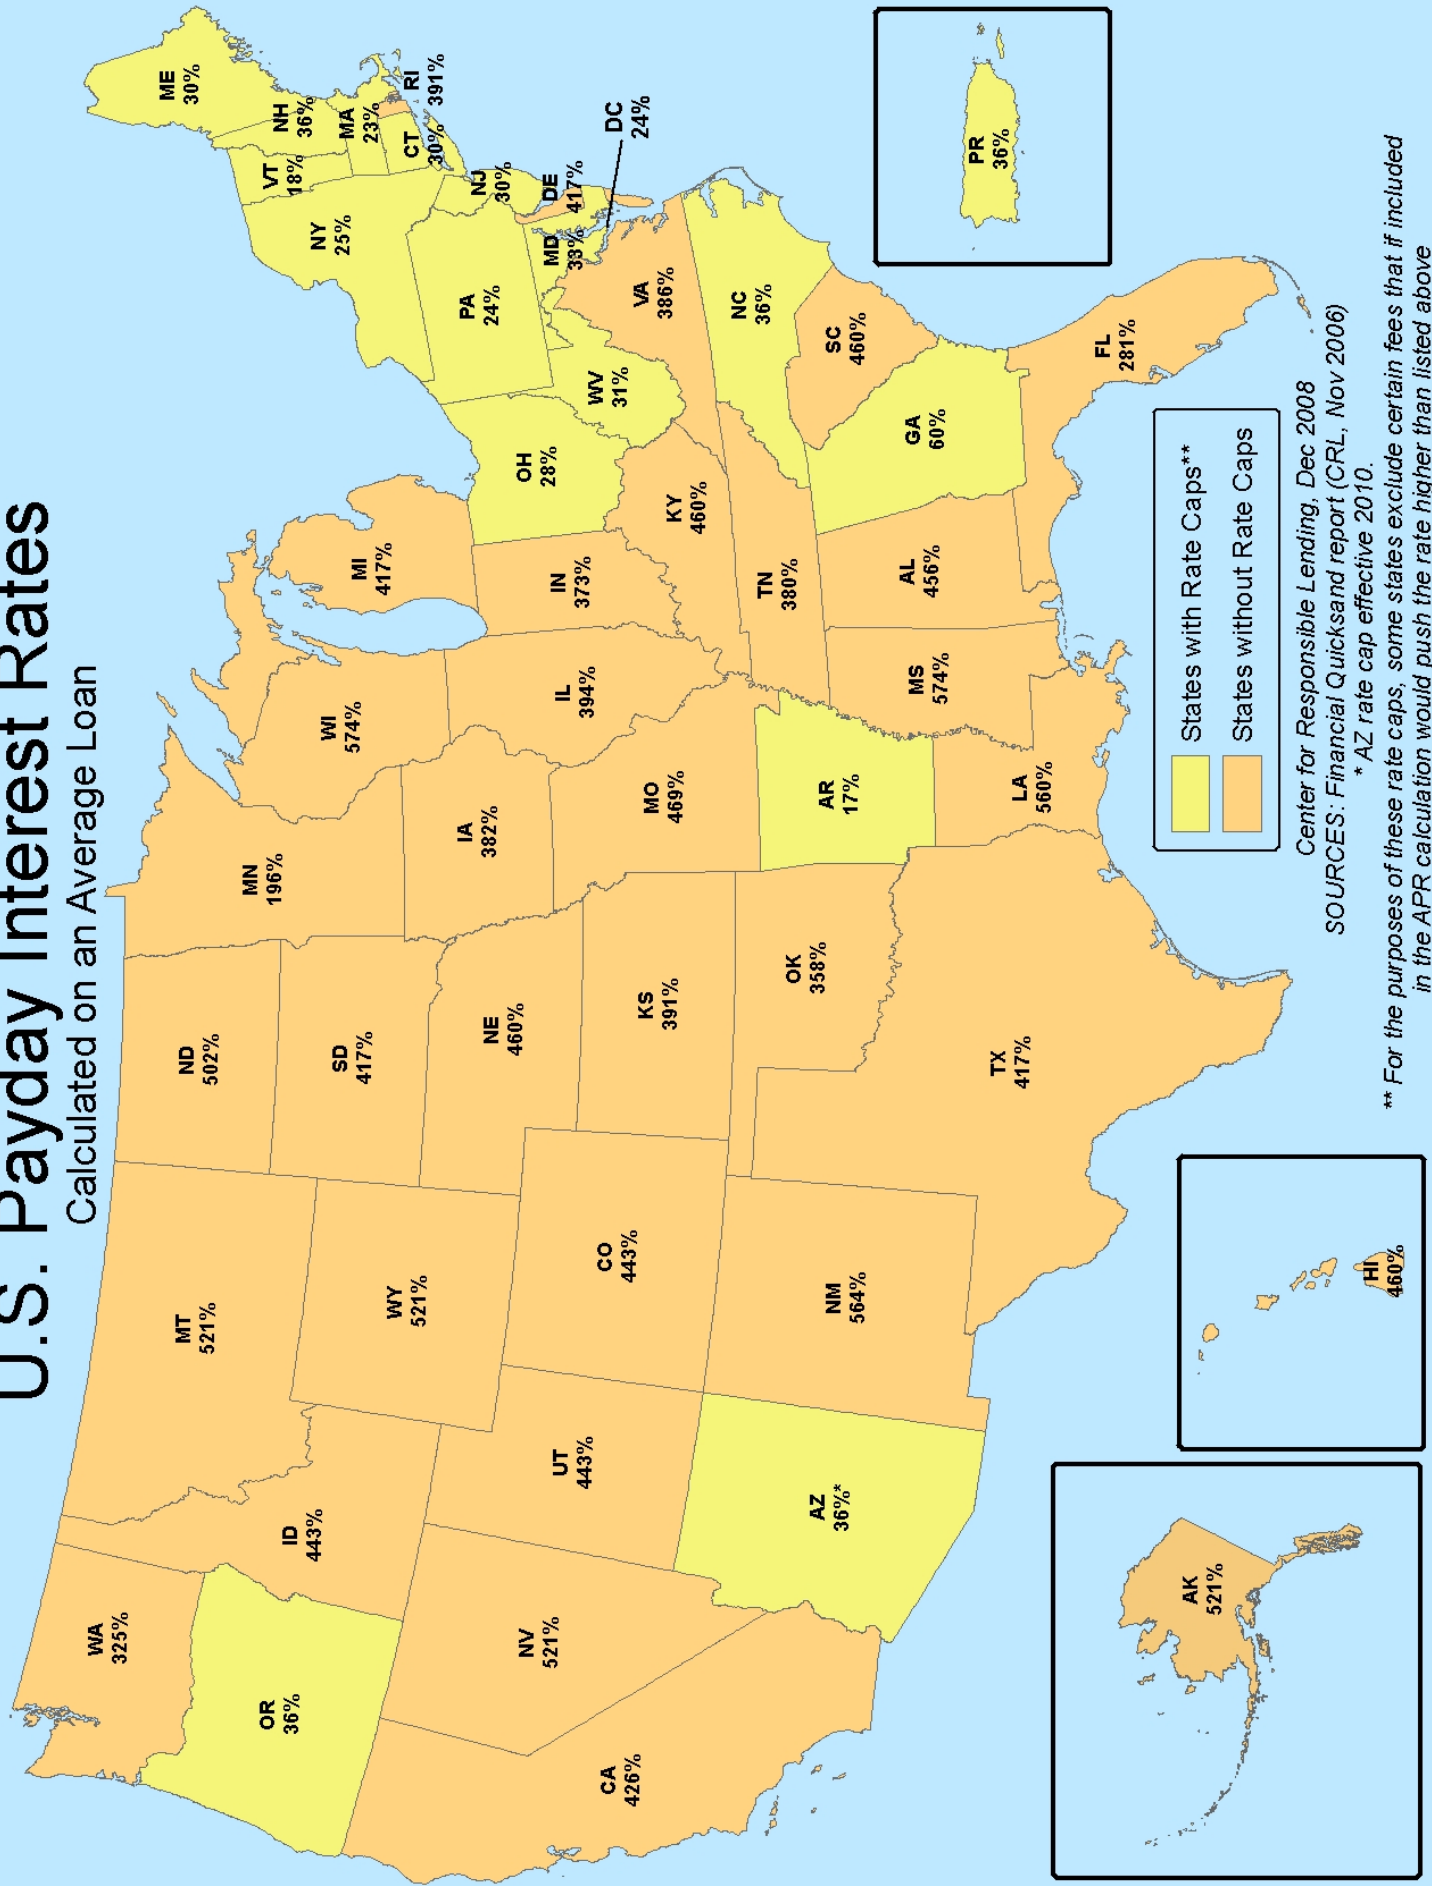 U.S. Payday Interest Rates
Calculated on an Average Loan
WA
325%
OR
36%
CA
426%
NV
521%
ID
443%
MT
521%
WY
521%
UT
443%
AZ
36%*
CO
443%
NM
564%
ND
502%
SD
417%
NE
460%
KS
391%
OK
358%
TX
417%
MN
196%
IA
382%
MO
469%
AR
17%
LA
560%
WI
574%
IL
394%
MS
574%
MI
417%
IN
373%
KY
460%
TN
380%
AL
456%
OH
28%
WV
31%
GA
60%
FL
281%
SC
460%
NC
36%
VA
386%
PA
24%
NY
25%
VT
18%
NH
36%
ME
30%
MA
23%
RI
391%
CT
30%
NJ
30%
DE
417%
MD
33%
DC
24%
PR
36%
AK
521%
HI
460%
States with Rate Caps**
States without Rate Caps
Center for Responsible Lending, Dec 2008
SOURCES: Financial Quicksand report (CRL, Nov 2006)
* AZ rate cap effective 2010.
** For the purposes of these rate caps, some states exclude certain fees that if included
in the APR calculation would push the rate higher than listed above